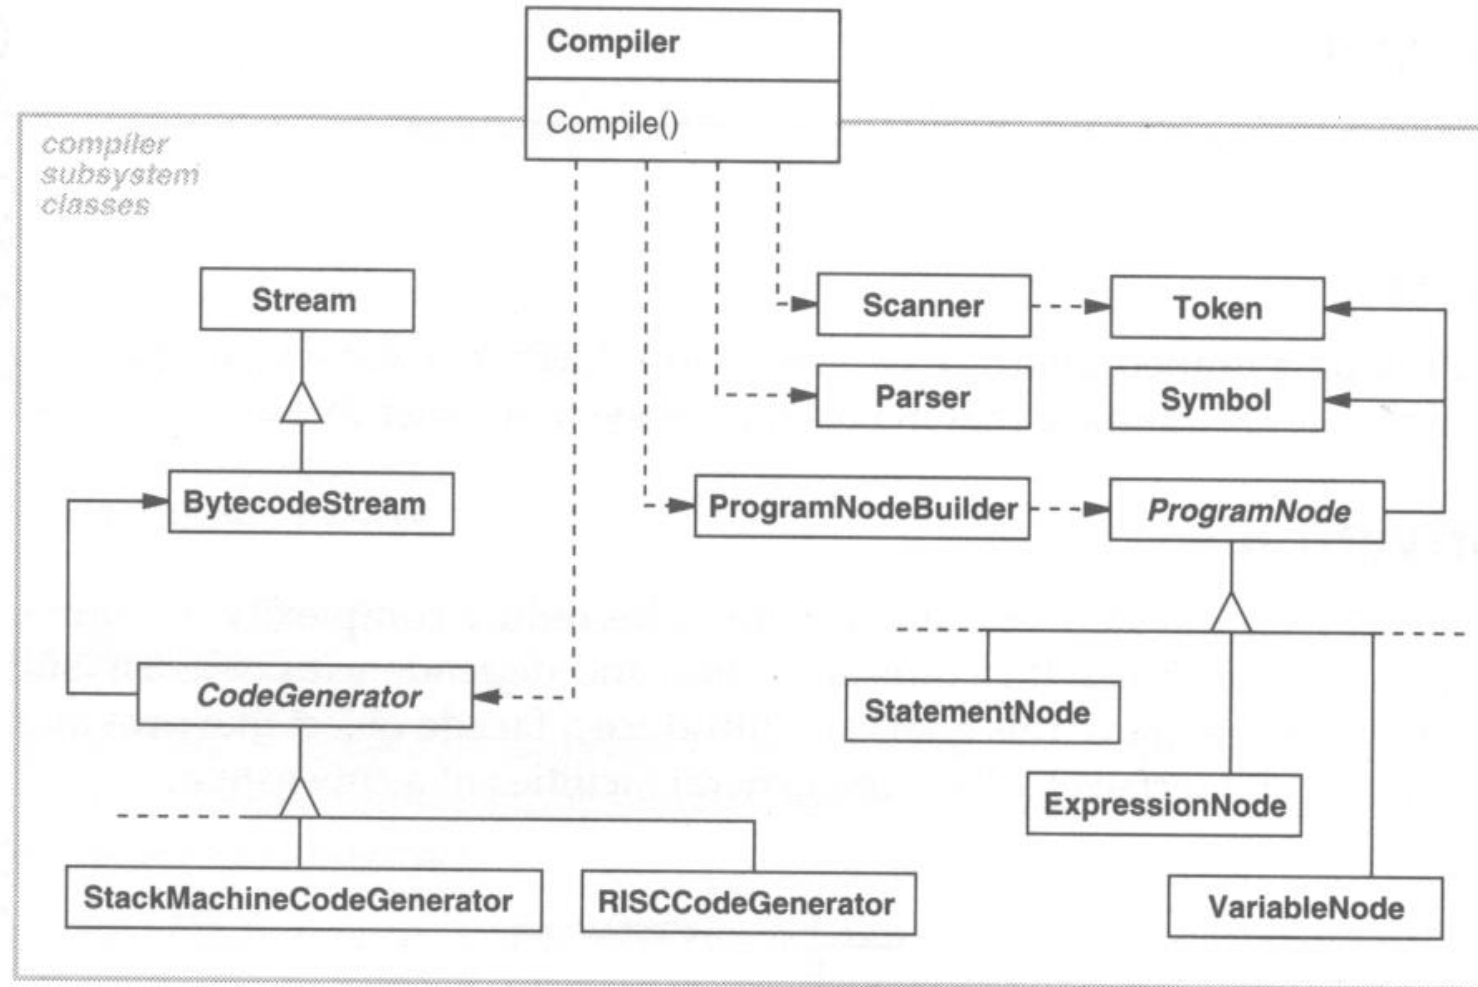 Compiler
Compile()
compiler
subsystem
classes
Stream
Scanner
Token
Parser
Symbol
BytecodeStream
ProgramNodeBuilder
ProgramNode
CodeGenerator
StatementNode
ExpressionNode
StackMachineCodeGenerator
RISCCodeGenerator
VariableNode